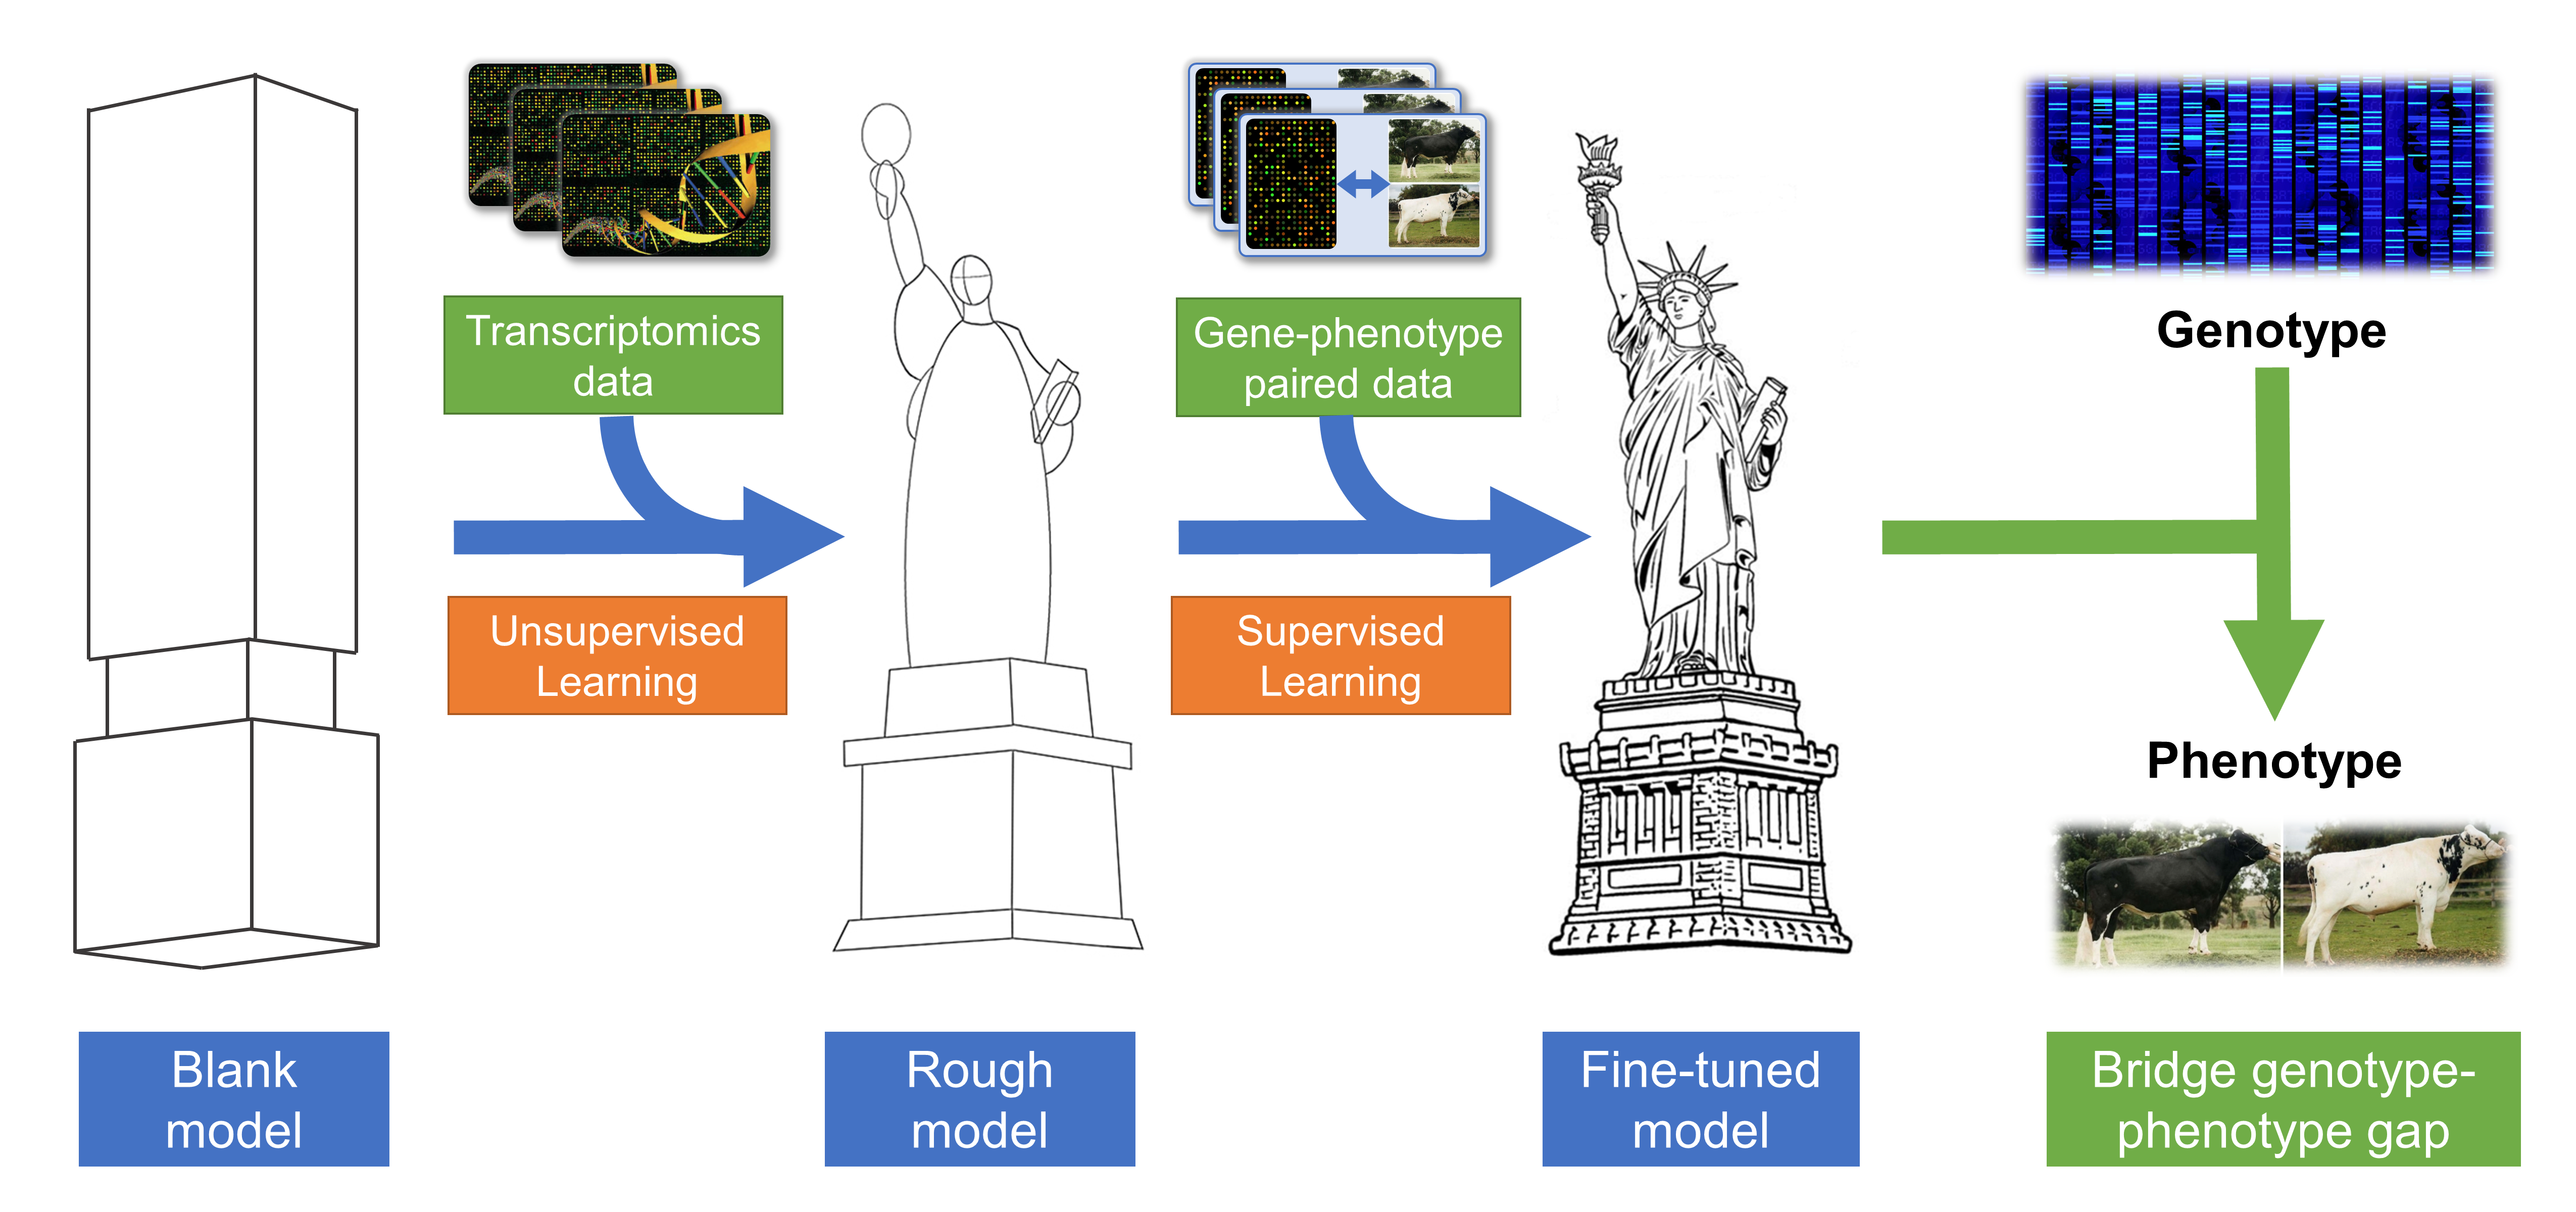 Transcriptomics
data
Unsupervised
Learning
Gene-phenotype
paired data
Supervised
Learning
Genotype
Phenotype
Blank
model
Rough
model
Fine-tuned
model
Bridge genotype-
phenotype gap